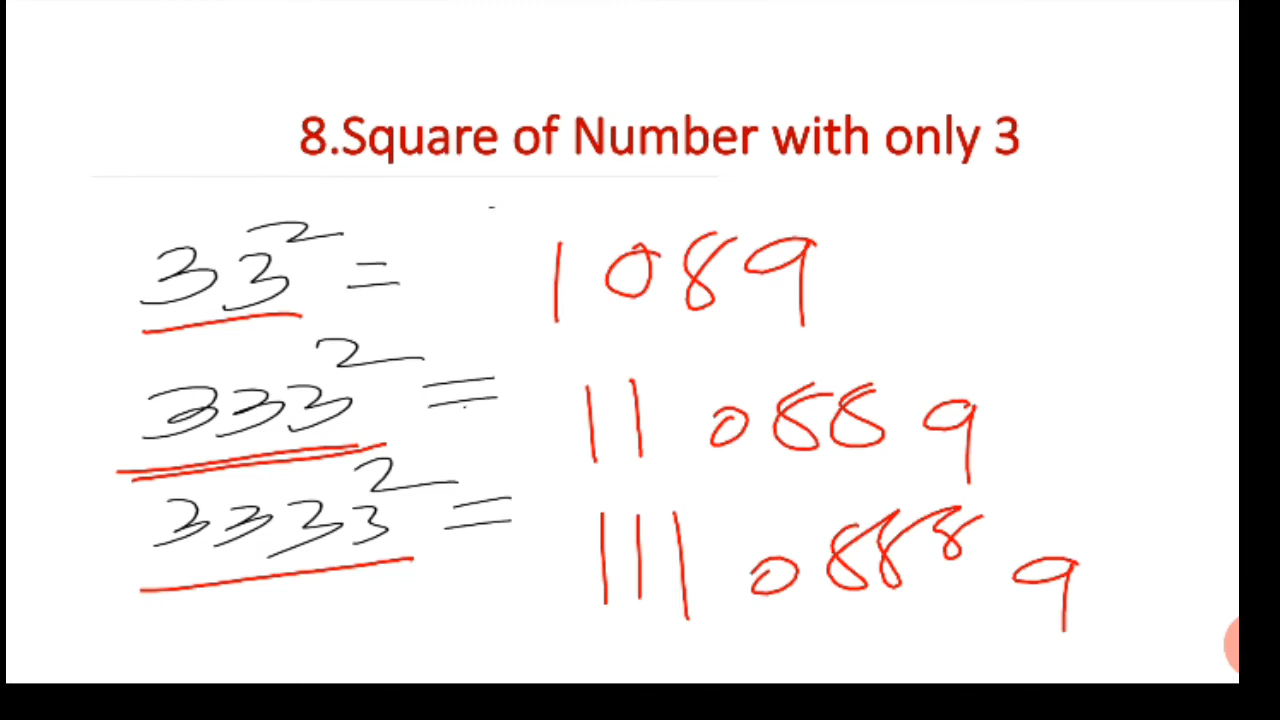 8.Square of Number with only 3
33² = 1089
333² = 110889
3333² = 11108889